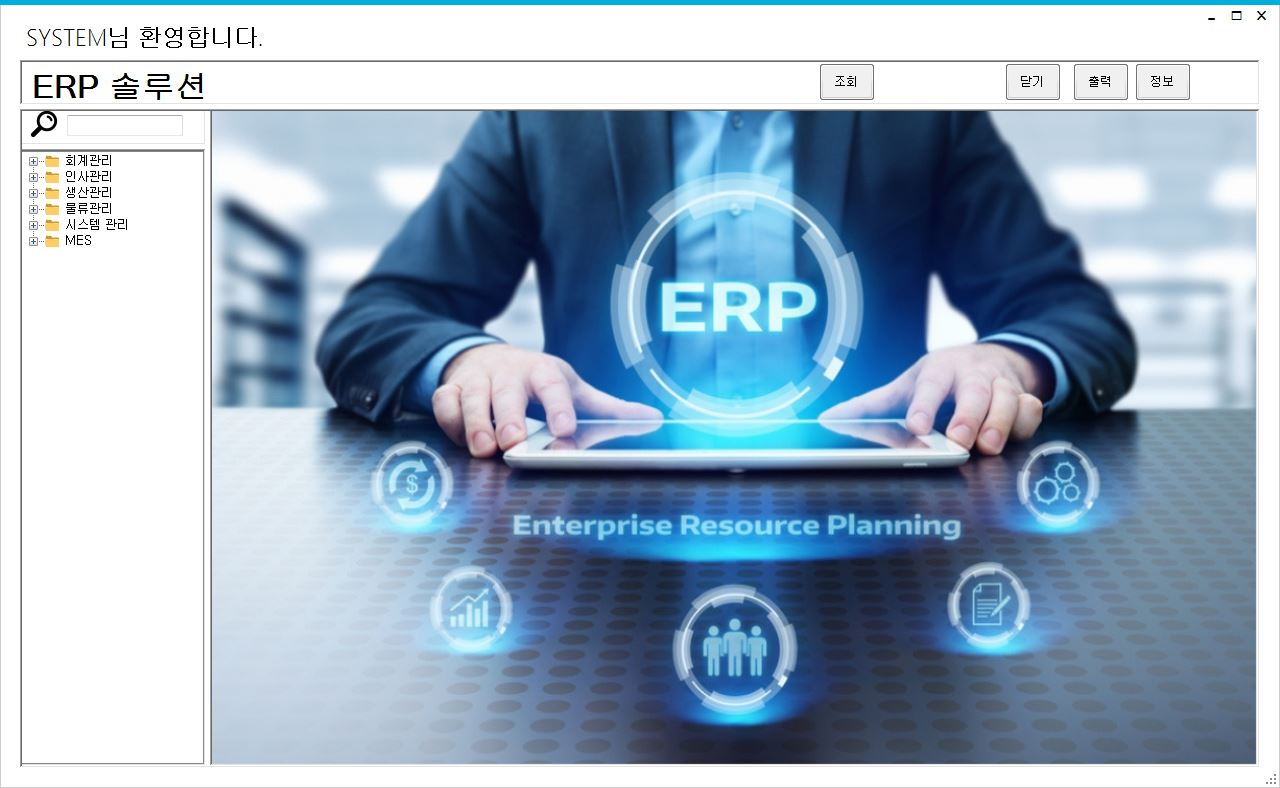 SYSTEM님 환영합니다.
ERP 솔루션
조회
닫기
출력
정보
회계관리
인사관리
생산관리
물류관리
시스템 관리
MES
ERP
$
Enterprise Resource Planning